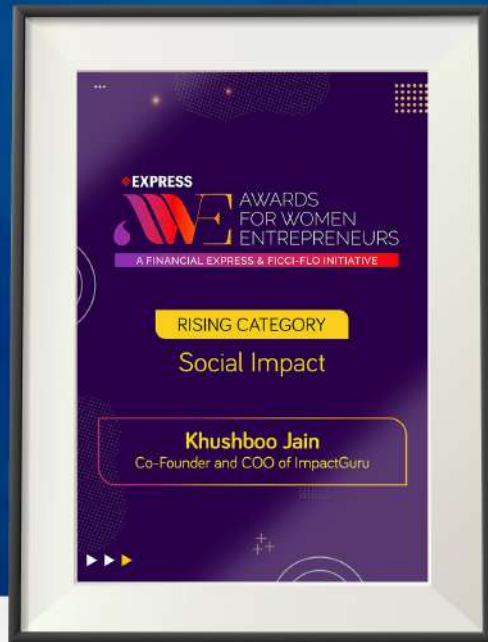 EXPRESS
AWE
AWARDS
FOR WOMEN
ENTREPRENEURS
A FINANCIAL EXPRESS & FICCI-FLO INITIATIVE
RISING CATEGORY
Social Impact
Khushboo Jain
Co-Founder and COO of ImpactGuru